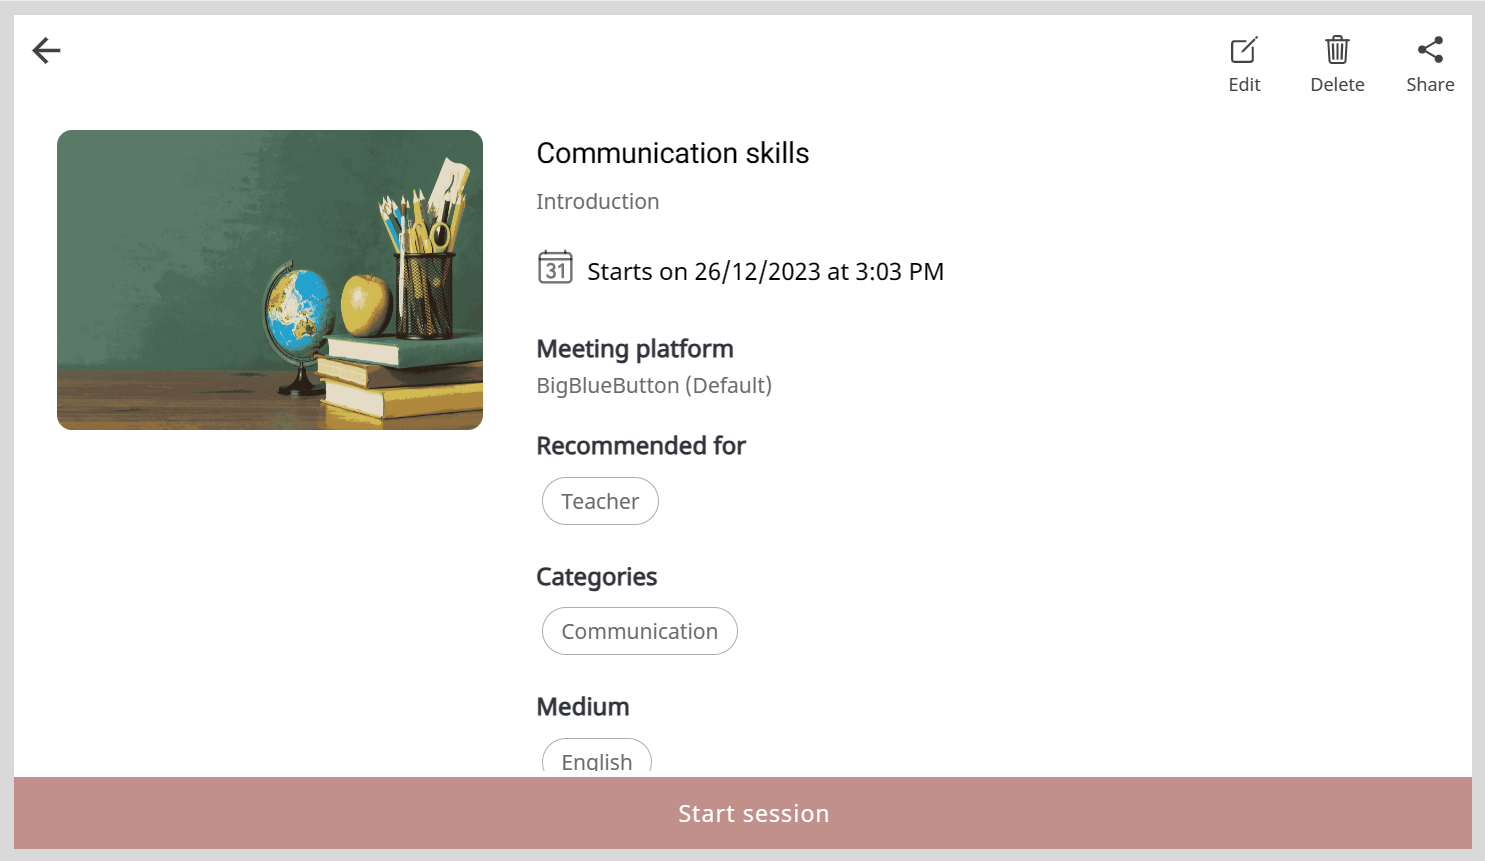 Edit
Delete
Share
Communication skills
Introduction
31
Starts on 26/12/2023 at 3:03 PM
Meeting platform
BigBlueButton (Default)
Recommended for
Teacher
Categories
Communication
Medium
English
Start session